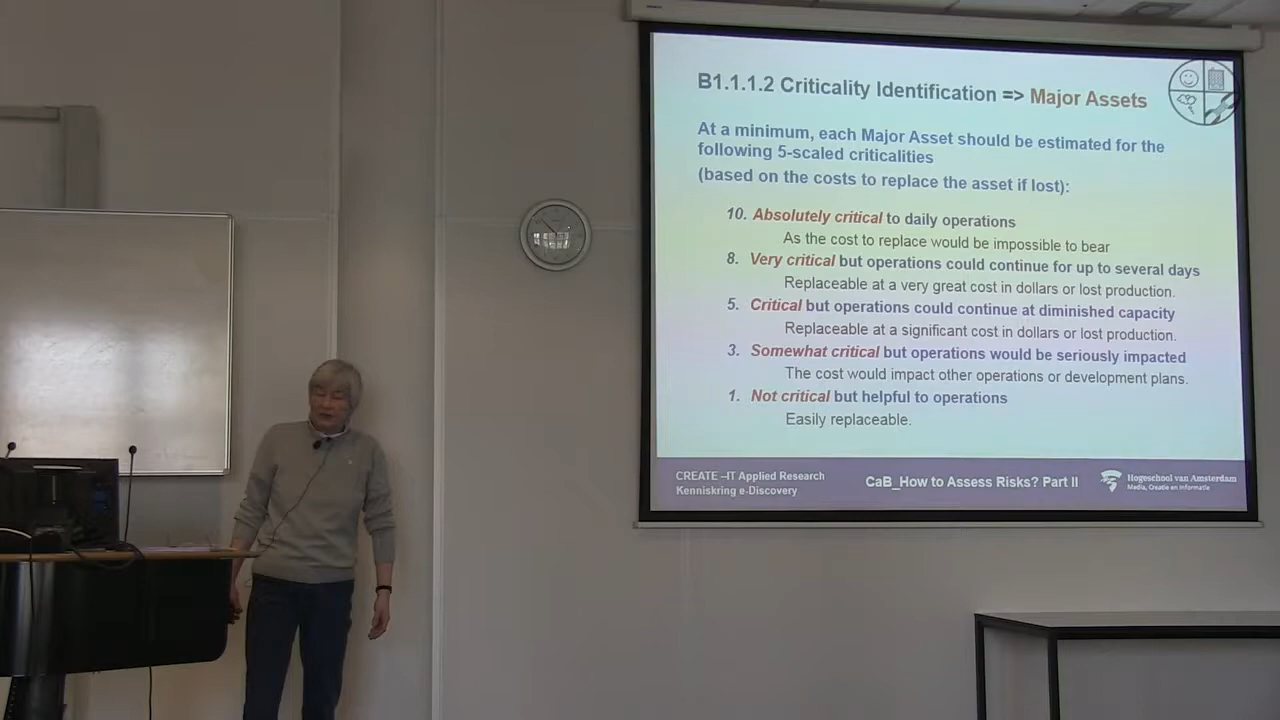 B1.1.1.2 Criticality Identification => Major Assets
At a minimum, each Major Asset should be estimated for the
following 5-scaled criticalities
(based on the costs to replace the asset if lost):
10. Absolutely critical to daily operations
As the cost to replace would be impossible to bear
8. Very critical but operations could continue for up to several days
Replaceable at a very great cost in dollars or lost production.
5. Critical but operations could continue at diminished capacity
Replaceable at a significant cost in dollars or lost production.
3. Somewhat critical but operations would be seriously impacted
The cost would impact other operations or development plans.
1. Not critical but helpful to operations
Easily replaceable.
CREATE –IT Applied Research
Kenniskring e-Discovery
CaB_How to Assess Risks? Part II
Hogeschool van Amsterdam
Media, Creatie en Informatie